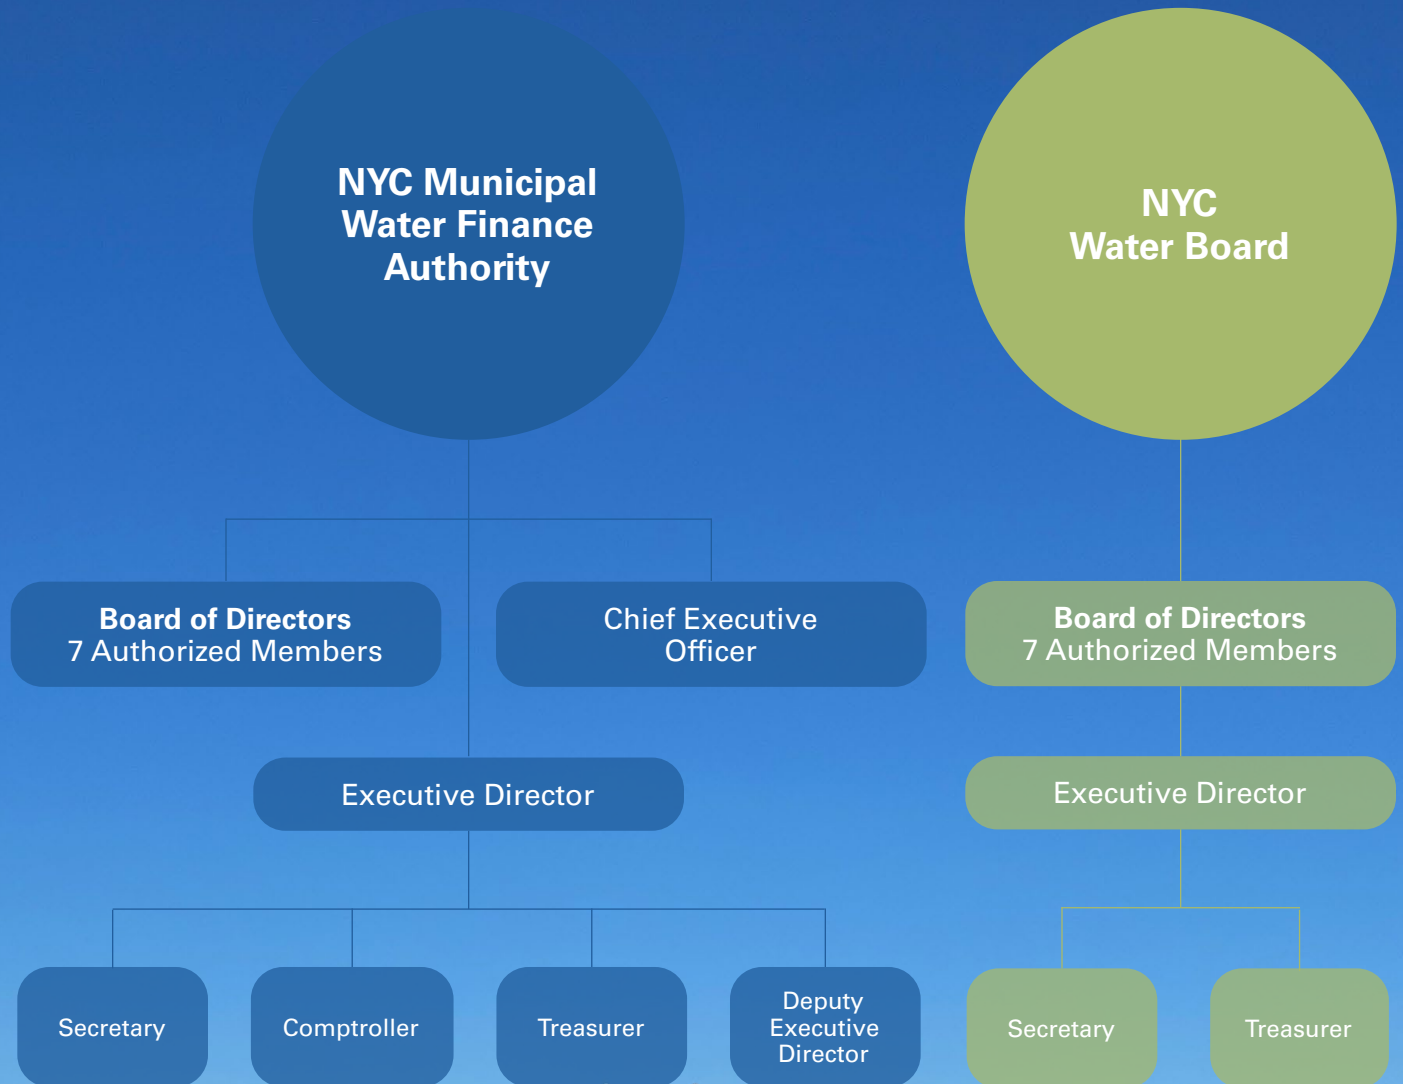 NYC Municipal
Water Finance
Authority
NYC
Water Board
Board of Directors
7 Authorized Members
Chief Executive
Officer
Board of Directors
7 Authorized Members
Executive Director
Executive Director
Secretary
Comptroller
Treasurer
Deputy
Executive
Director
Secretary
Treasurer